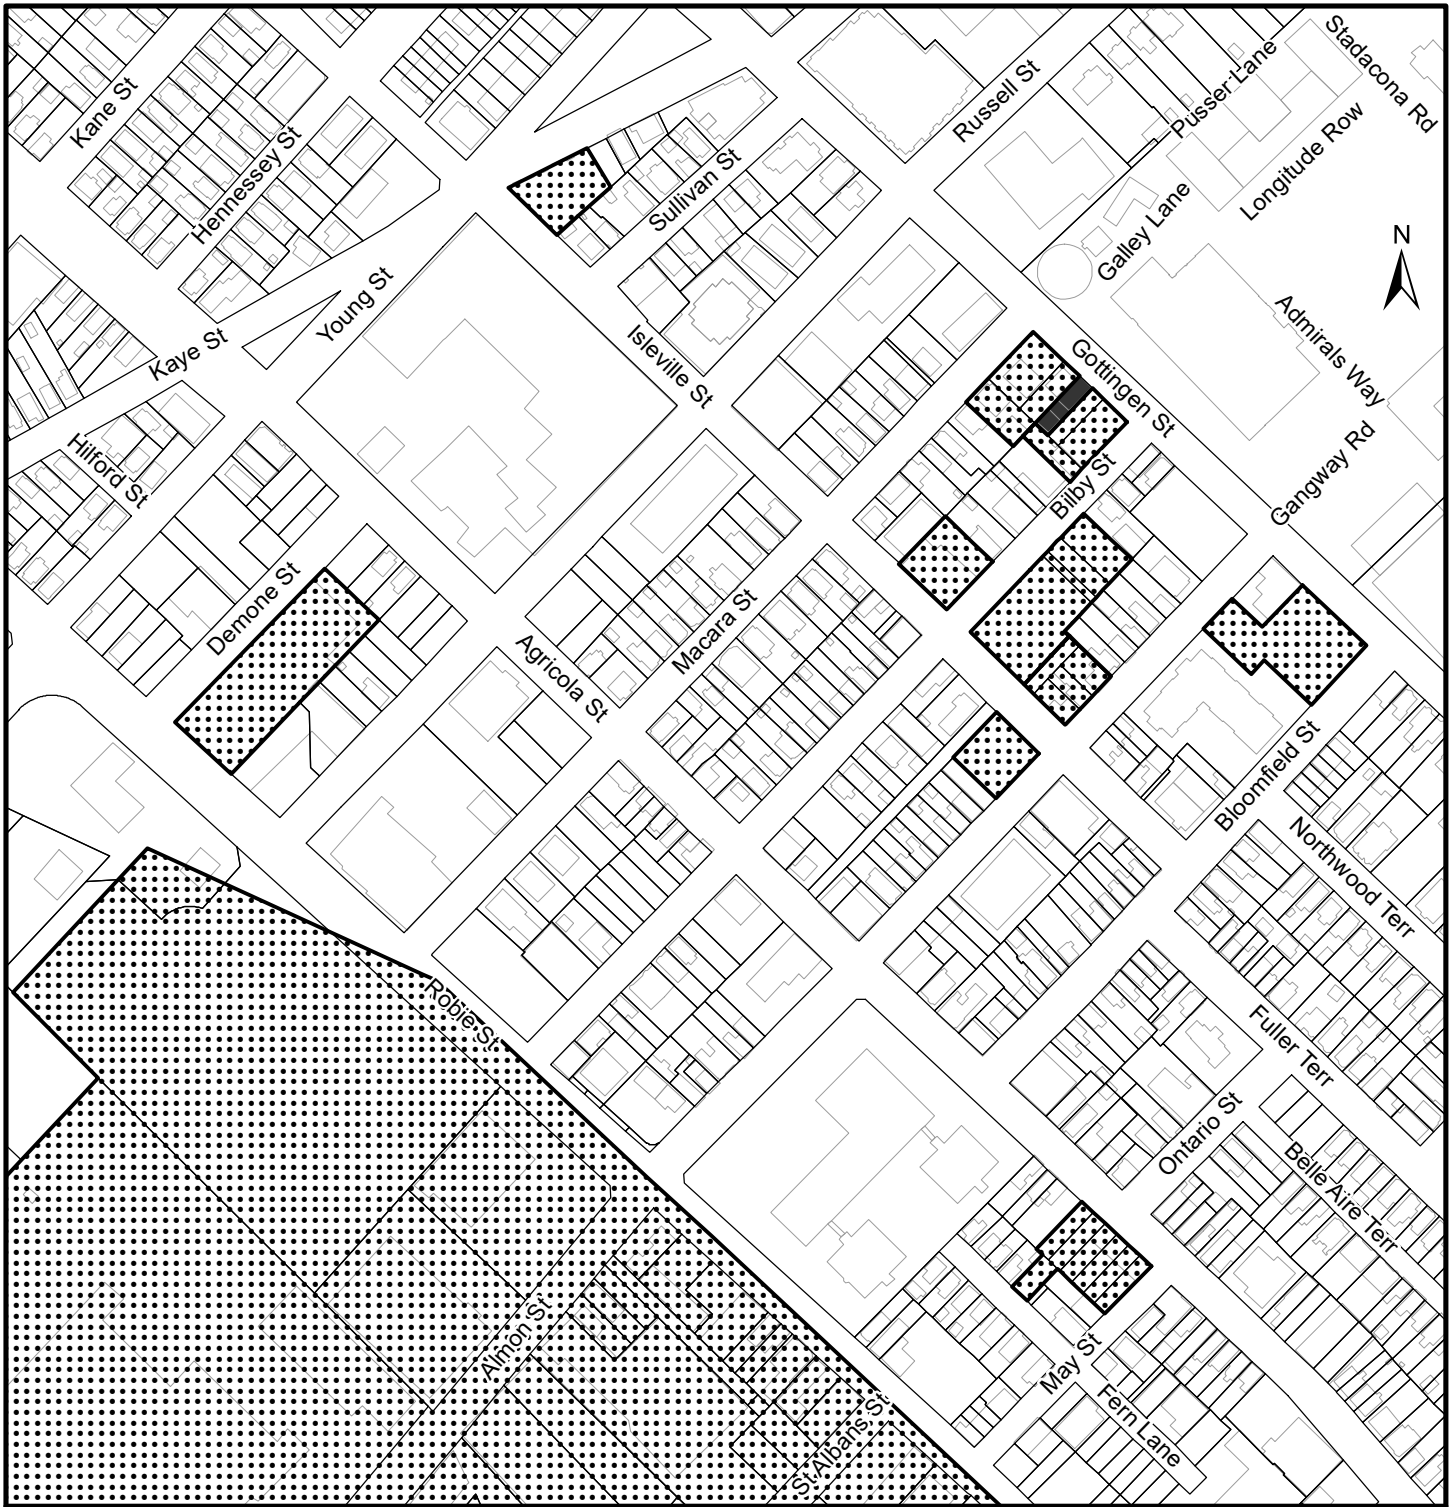 Stadacona Rd
Kane St
Russell St
Pusser Lane
Longitude Row
Hennessey St
Sullivan St
Galley Lane
N
Young St
Admirals Way
Kaye St
Isleville St
Gottingen St
Hilford St
Gangway Rd
Bilby St
Demone St
Macara St
Agricola St
Bloomfield St
Northwood Terr
Robie St
Fuller Terr
Ontario St
Belle Aire Terr
Almon St
May St
Fern Lane
St Albans St